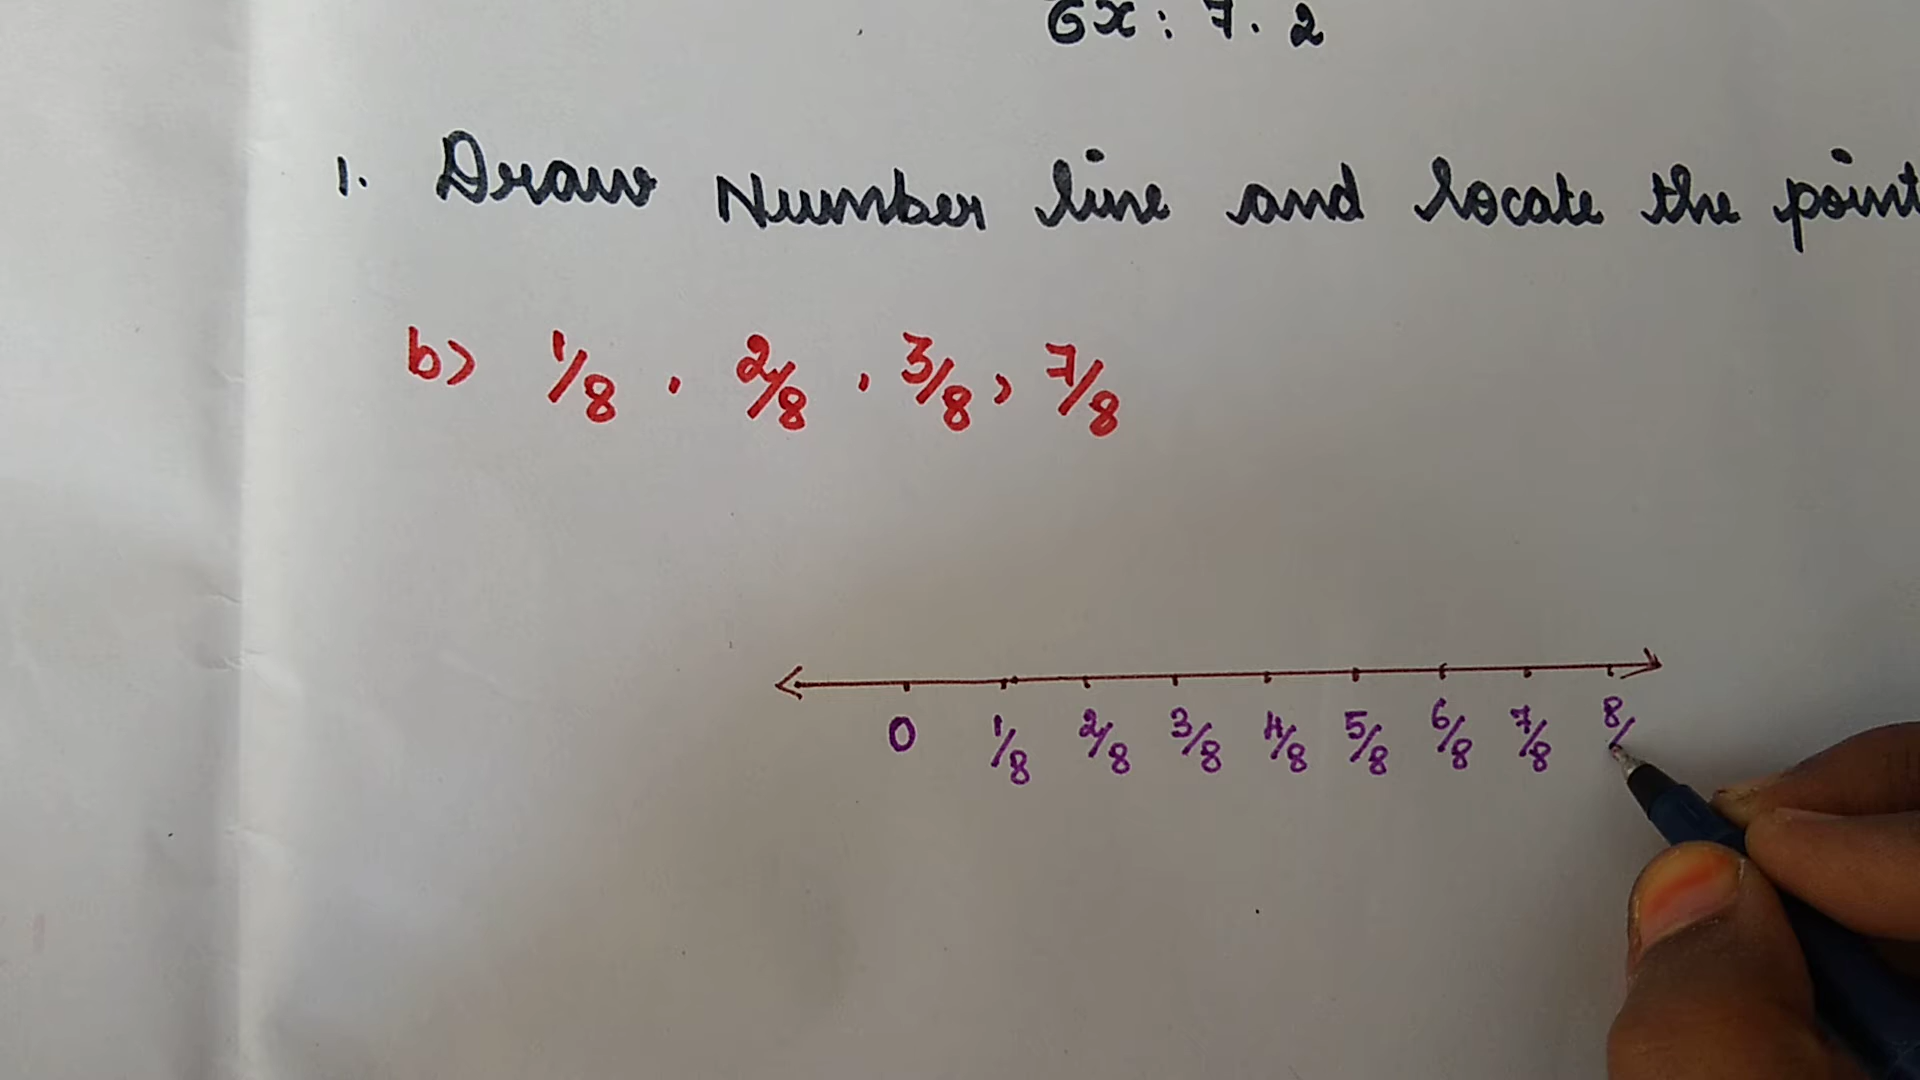 Ex: 7.2
1. Draw Number line and locate the point
b) 1/8, 2/8, 3/8, 7/8
0 1/8 2/8 3/8 4/8 5/8 6/8 7/8 8/